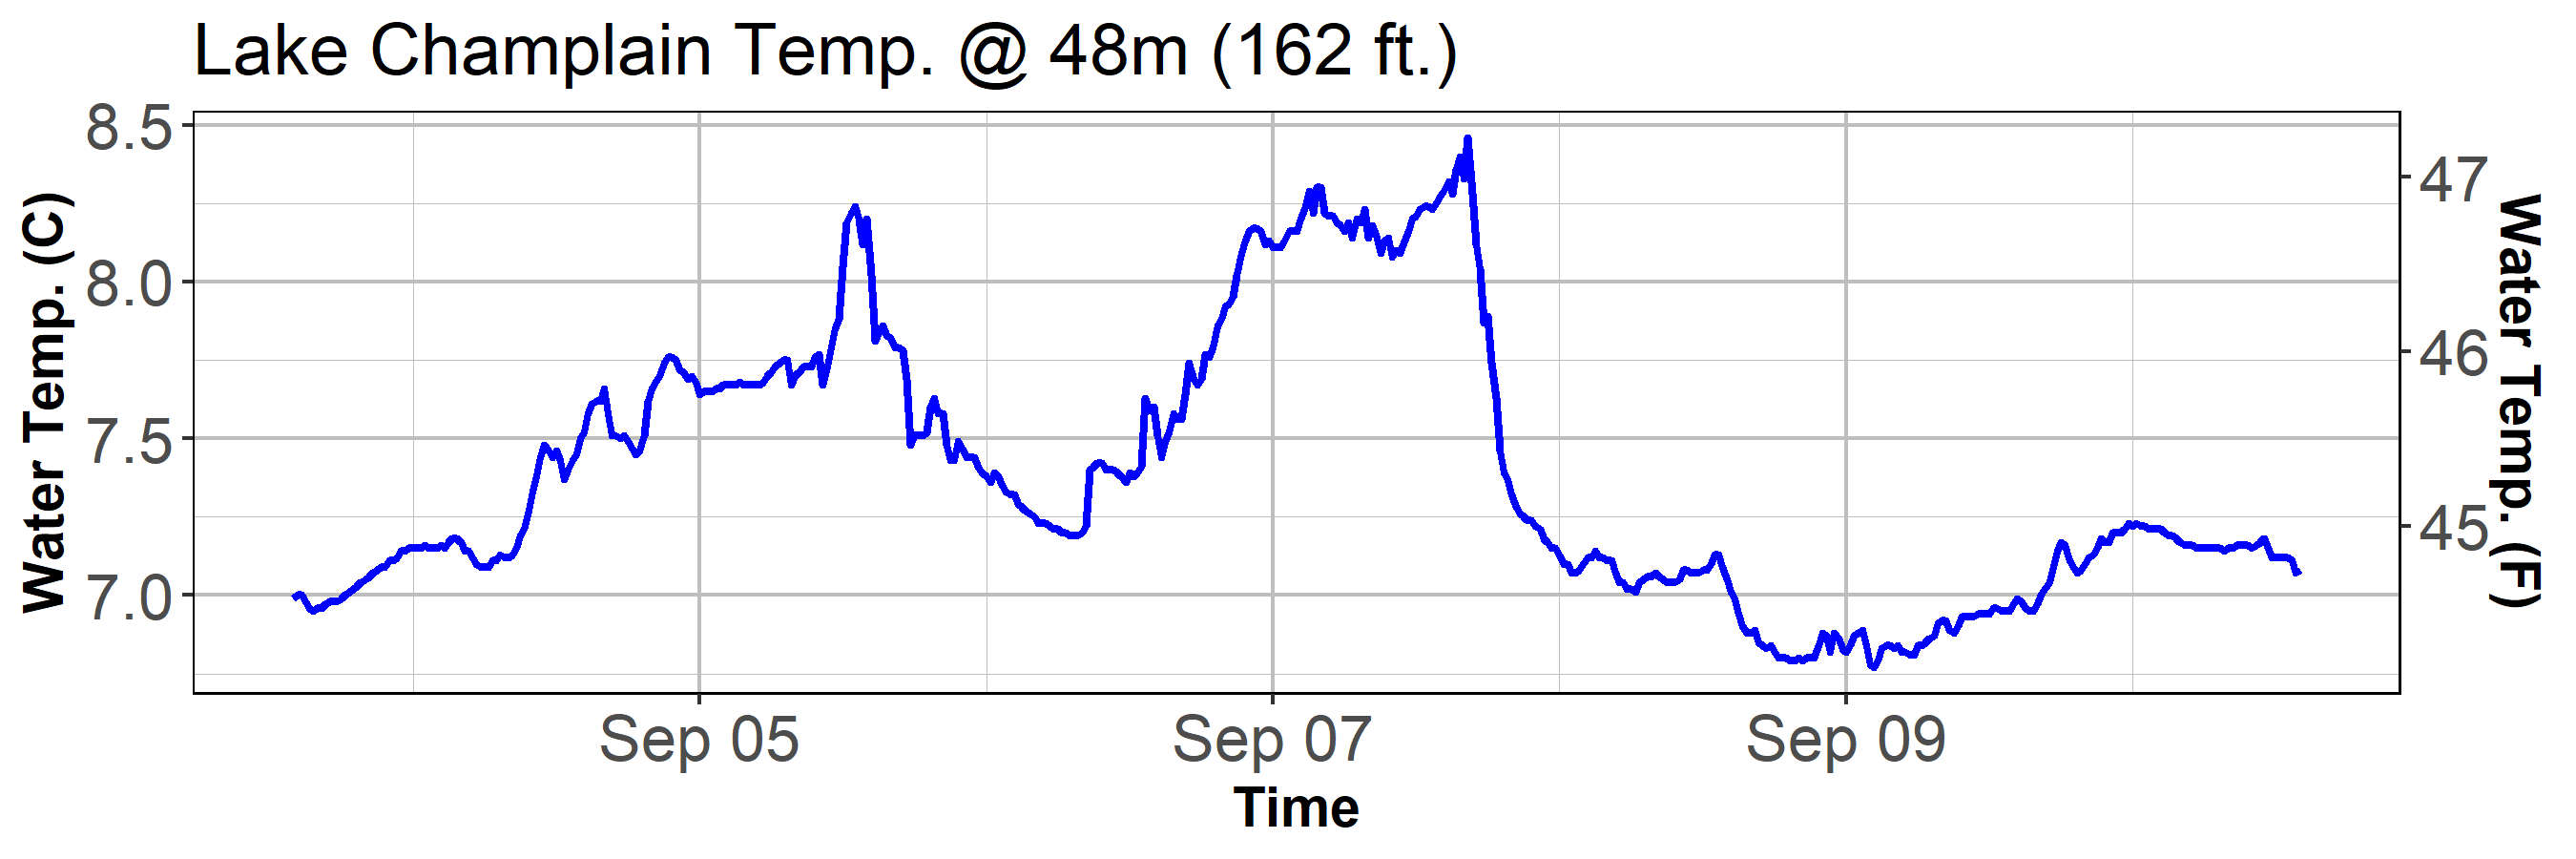 Lake Champlain Temp. @ 48m (162 ft.)
Water Temp. (C)
8.5
8.0
7.5
7.0
47
46
45
Water Temp. (F)
Sep 05
Sep 07
Sep 09
Time